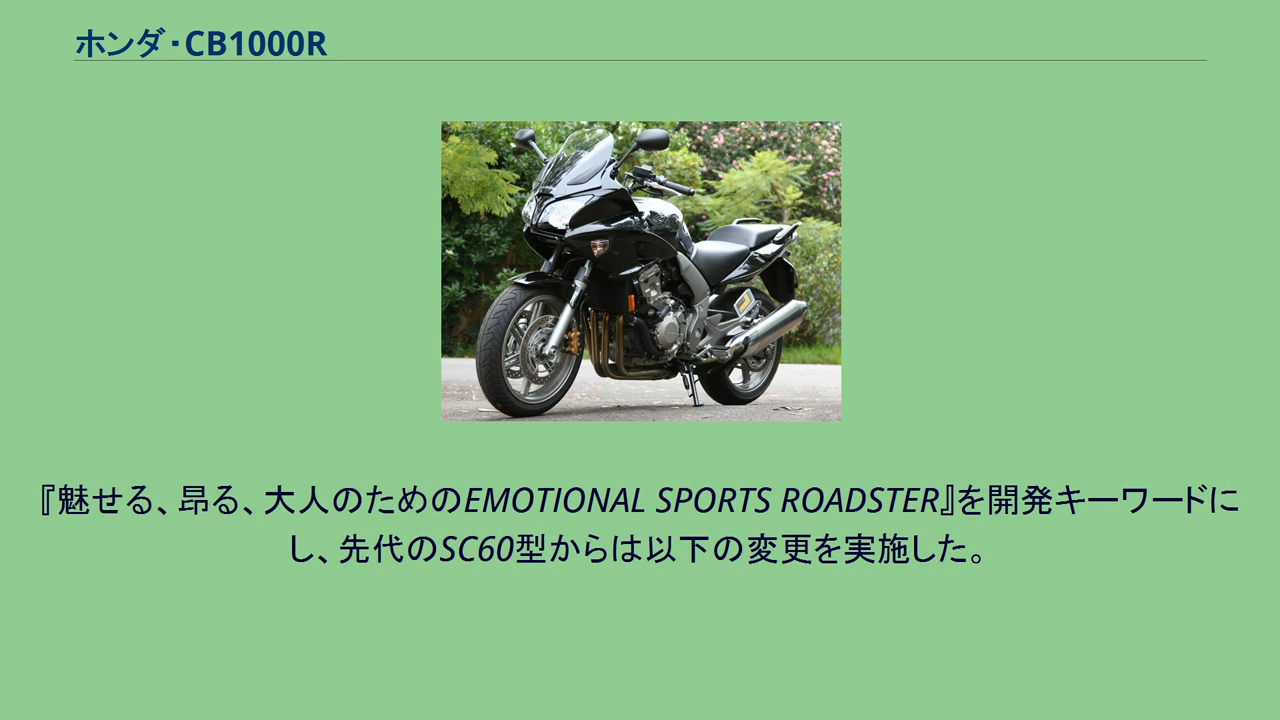 ホンダ・CB1000R
『魅せる、昂る、大人のためのEMOTIONAL SPORTS ROADSTER』を開発キーワードに
し、先代のSC60型からは以下の変更を実施した。